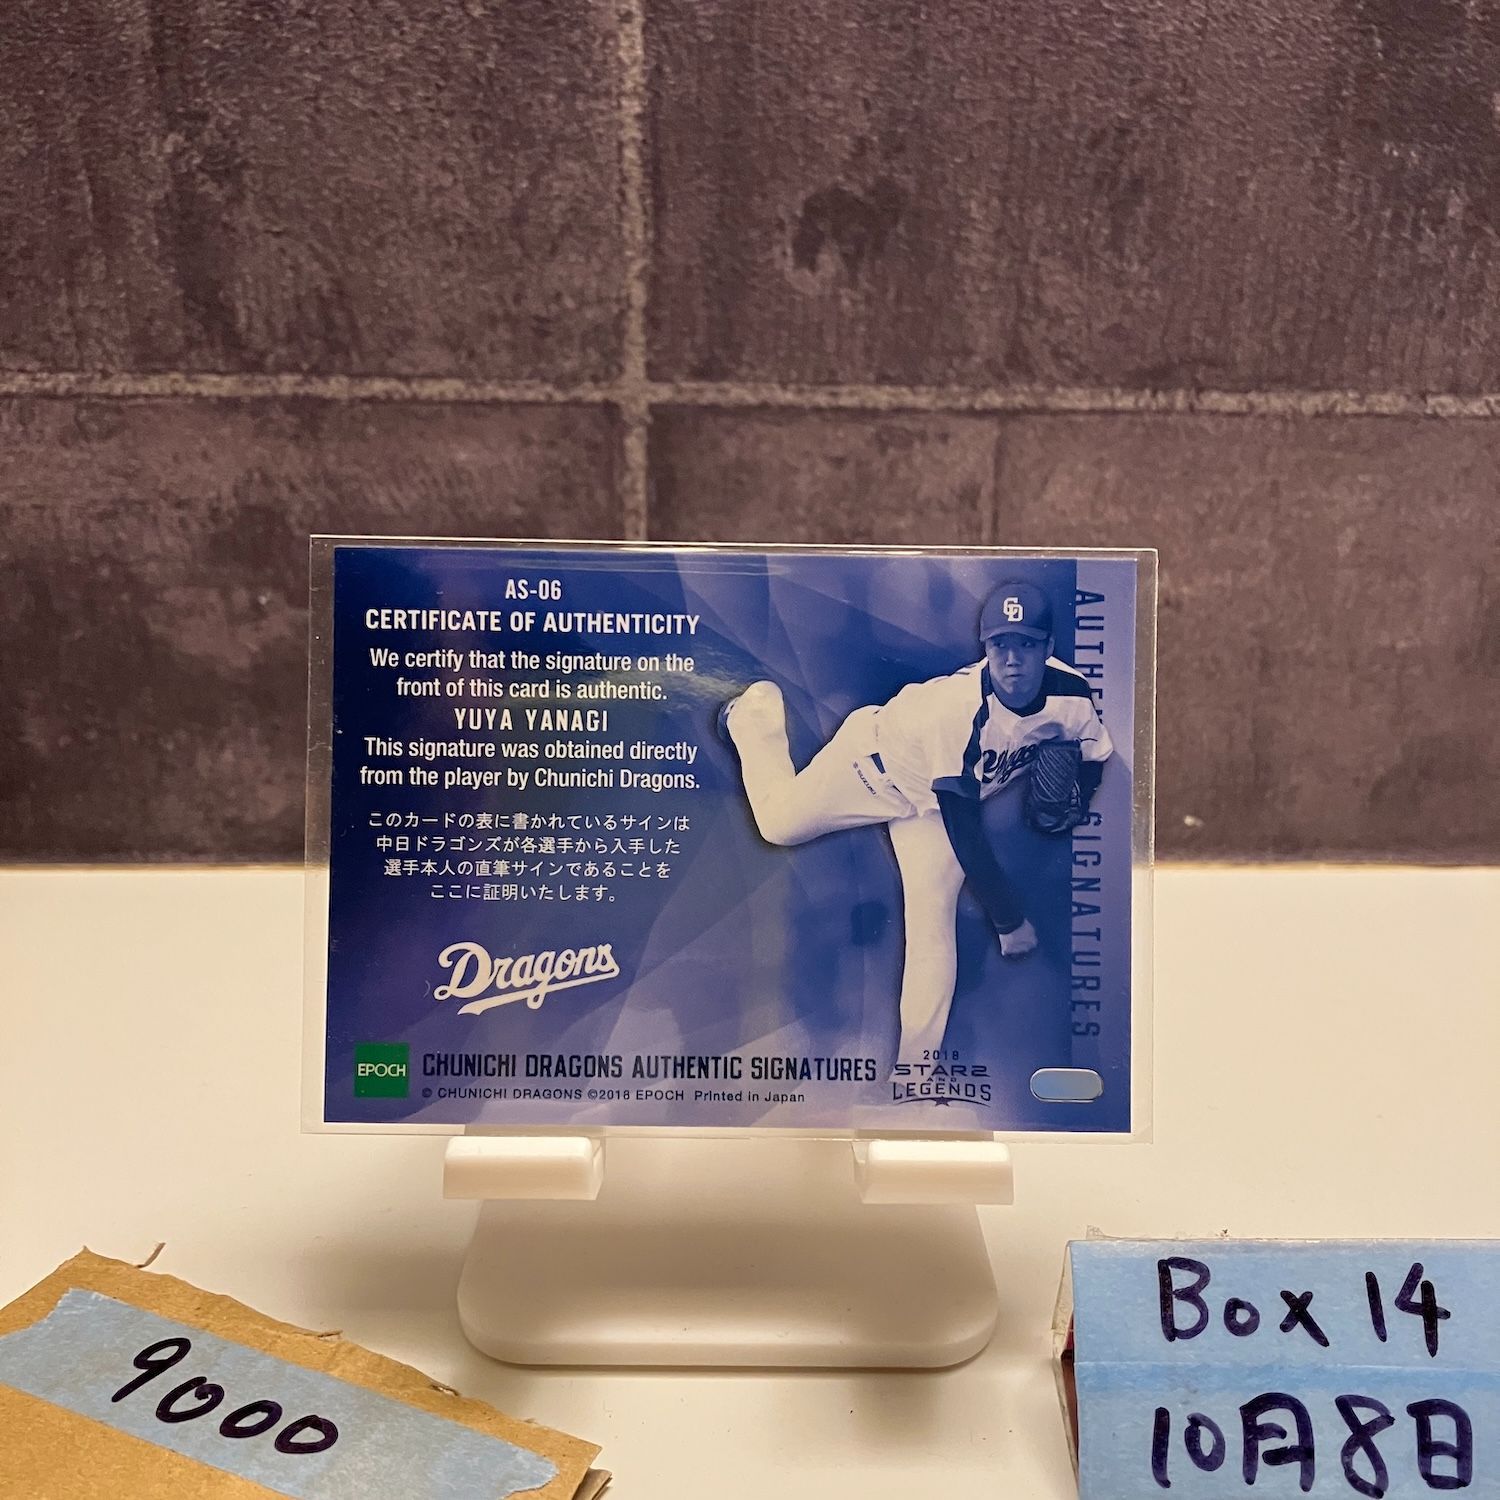 AS-06
CERTIFICATE OF AUTHENTICITY
We certify that the signature on the
front of this card is authentic.
YUYA YANAGI
This signature was obtained directly
from the player by Chunichi Dragons.
このカードの表に書かれているサインは
中日ドラゴンズが各選手から入手した
選手本人の直筆サインであることを
ここに証明いたします。
Dragons
EPOCH
CHUNICHI DRAGONS AUTHENTIC SIGNATURES
© CHUNICHI DRAGONS ©2018 EPOCH Printed in Japan
2018
STARS
AND
LEGENDS
CD
SUZUKI
SIGNATURES
9000
Box 14
10月8日